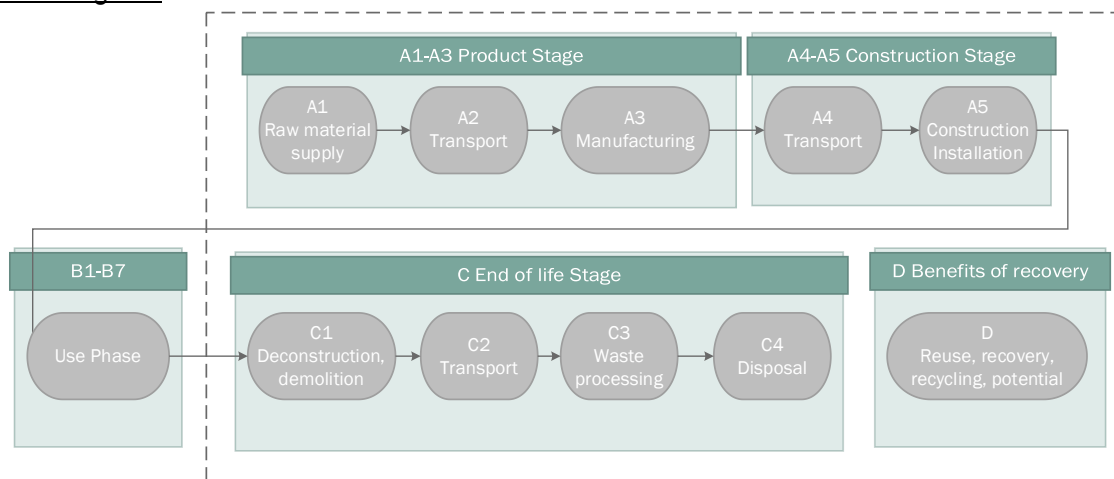 A1-A3 Product Stage
A4-A5 Construction Stage
A1
Raw material
supply
A2
Transport
A3
Manufacturing
A4
Transport
A5
Construction
Installation
B1-B7
C End of life Stage
D Benefits of recovery
Use Phase
C1
Deconstruction,
demolition
C2
Transport
C3
Waste
processing
C4
Disposal
D
Reuse, recovery,
recycling, potential